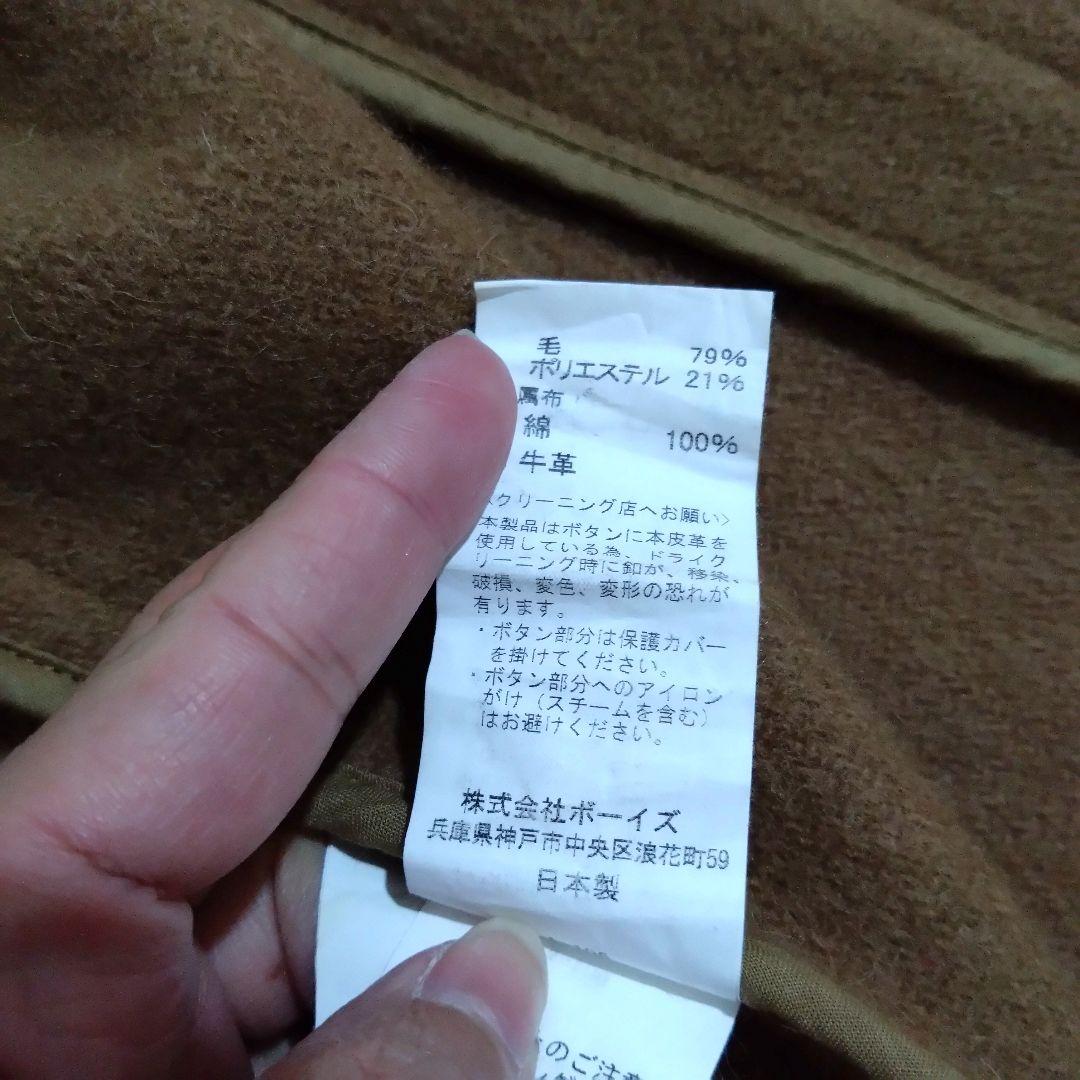 毛 79%
ポリエステル 21%
属布
綿 100%
牛革
クリーニング店へお願い〉
本製品はボタンに本皮革を
使用している為、ドライク
リーニング時に釦が、移染、
破損、変色、変形の恐れが
有ります。
・ボタン部分は保護カバー
を掛けてください。
・ボタン部分へのアイロン
がけ（スチームを含む）
はお避けください。
株式会社ボーイズ
兵庫県神戸市中央区浪花町59
日本製
のご注意